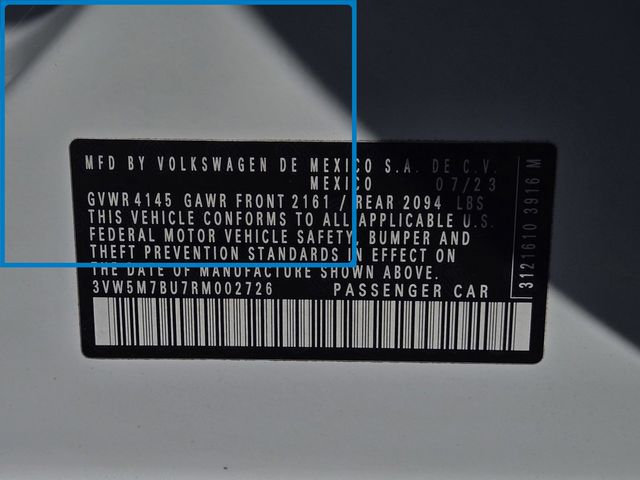 MFD BY VOLKSWAGEN DE MEXICO S.A. DE C.V.
MEXICO 07/23
GVWR 4145 GAWR FRONT 2161 / REAR 2094 LBS
THIS VEHICLE CONFORMS TO ALL APPLICABLE U.S.
FEDERAL MOTOR VEHICLE SAFETY, BUMPER AND
THEFT PREVENTION STANDARDS IN EFFECT ON
THE DATE OF MANUFACTURE SHOWN ABOVE.
3VW5M7BU7RM002726 PASSENGER CAR
3121610 3916 M